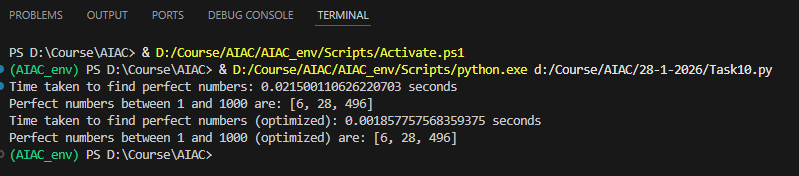 PROBLEMS OUTPUT PORTS DEBUG CONSOLE TERMINAL
PS D:\Course\AIAC> & D:/Course/AIAC/AIAC_env/Scripts/Activate.ps1
(AIAC_env) PS D:\Course\AIAC> & D:/Course/AIAC/AIAC_env/Scripts/python.exe d:/Course/AIAC/28-1-2026/Task10.py
Time taken to find perfect numbers: 0.021500110626220703 seconds
Perfect numbers between 1 and 1000 are: [6, 28, 496]
Time taken to find perfect numbers (optimized): 0.001857757568359375 seconds
Perfect numbers between 1 and 1000 (optimized) are: [6, 28, 496]
(AIAC_env) PS D:\Course\AIAC>